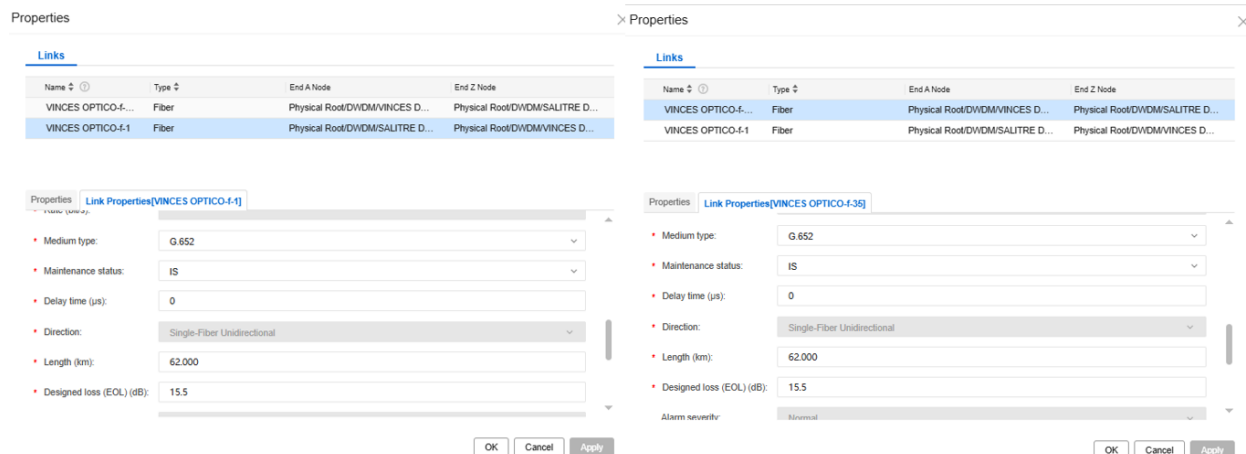 Properties
Links
Name Type End A Node End Z Node
VINCES OPTICO-f-... Fiber Physical Root/DWDM/VINCES D... Physical Root/DWDM/SALITRE D...
VINCES OPTICO-f-1 Fiber Physical Root/DWDM/SALITRE D... Physical Root/DWDM/VINCES D...
Properties Link Properties[VINCES OPTICO-f-1]
* Rate (bit/s):
* Medium type: G.652
* Maintenance status: IS
* Delay time (μs): 0
* Direction: Single-Fiber Unidirectional
* Length (km): 62.000
* Designed loss (EOL) (dB): 15.5
OK Cancel Apply
Properties
Links
Name Type End A Node End Z Node
VINCES OPTICO-f-... Fiber Physical Root/DWDM/VINCES D... Physical Root/DWDM/SALITRE D...
VINCES OPTICO-f-1 Fiber Physical Root/DWDM/SALITRE D... Physical Root/DWDM/VINCES D...
Properties Link Properties[VINCES OPTICO-f-35]
* Medium type: G.652
* Maintenance status: IS
* Delay time (μs): 0
* Direction: Single-Fiber Unidirectional
* Length (km): 62.000
* Designed loss (EOL) (dB): 15.5
Alarm severity: Normal
OK Cancel Apply